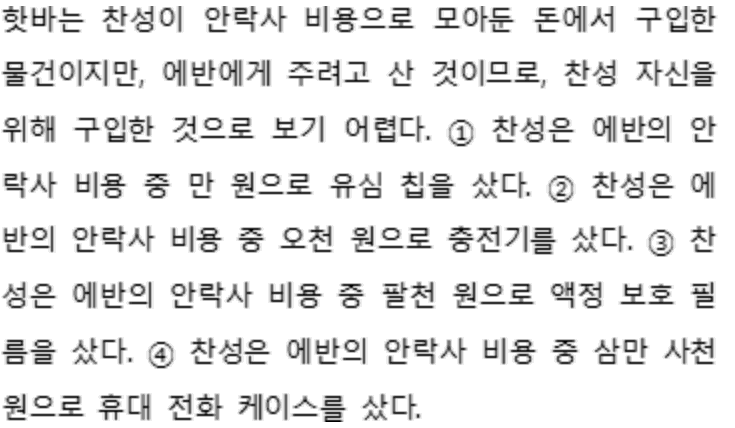 핫바는 찬성이 안락사 비용으로 모아둔 돈에서 구입한
물건이지만, 에반에게 주려고 산 것이므로, 찬성 자신을
위해 구입한 것으로 보기 어렵다. ① 찬성은 에반의 안
락사 비용 중 만 원으로 유심 칩을 샀다. ② 찬성은 에
반의 안락사 비용 중 오천 원으로 충전기를 샀다. ③ 찬
성은 에반의 안락사 비용 중 팔천 원으로 액정 보호 필
름을 샀다. ④ 찬성은 에반의 안락사 비용 중 삼만 사천
원으로 휴대 전화 케이스를 샀다.